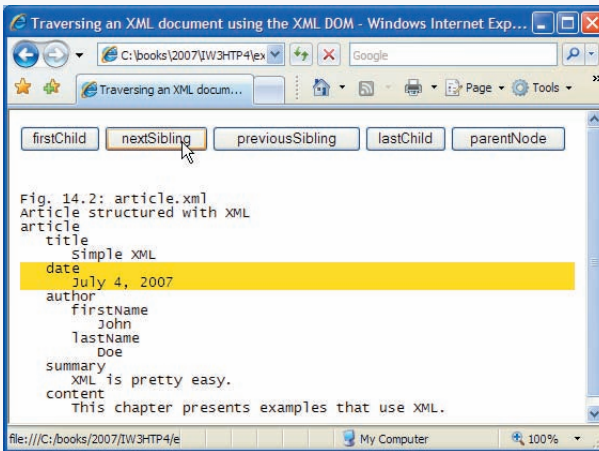 Traversing an XML document using the XML DOM - Windows Internet Exp...
C:\books\2007\IW3HTP4\ex
Google
Traversing an XML docum...
Page
Tools
»
firstChild nextSibling previousSibling lastChild parentNode
Fig. 14.2: article.xml
Article structured with XML
article
title
Simple XML
date
July 4, 2007
author
firstName
John
lastName
Doe
summary
XML is pretty easy.
content
This chapter presents examples that use XML.
file:///C:/books/2007/IW3HTP4/e My Computer 100%